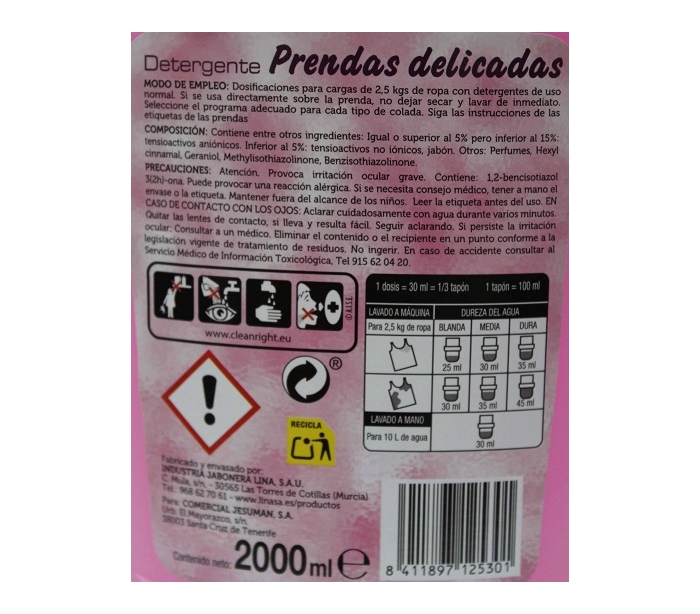 Detergente Prendas delicadas
MODO DE EMPLEO: Dosificaciones para cargas de 2,5 kgs de ropa con detergentes de uso
normal. Si se usa directamente sobre la prenda, no dejar secar y lavar de inmediato.
Seleccione el programa adecuado para cada tipo de colada. Siga las instrucciones de las
etiquetas de las prendas
COMPOSICIÓN: Contiene entre otros ingredientes: Igual o superior al 5% pero inferior al 15%:
tensioactivos aniónicos. Inferior al 5%: tensioactivos no iónicos, jabón. Otros: Perfumes, Hexyl
cinnamal, Geraniol, Methylisothiazolinone, Benzisothiazolinone.
PRECAUCIONES: Atención. Provoca irritación ocular grave. Contiene: 1,2-bencisotiazol
3(2h)-ona. Puede provocar una reacción alérgica. Si se necesita consejo médico, tener a mano el
envase o la etiqueta. Mantener fuera del alcance de los niños. Leer la etiqueta antes del uso. EN
CASO DE CONTACTO CON LOS OJOS: Aclarar cuidadosamente con agua durante varios minutos.
Quitar las lentes de contacto, si lleva y resulta fácil. Seguir aclarando. Si persiste la irritación
ocular: Consultar a un médico. Eliminar el contenido o el recipiente en un punto conforme a la
legislación vigente de tratamiento de residuos. No ingerir. En caso de accidente consultar al
Servicio Médico de Información Toxicológica, Tel 915 62 04 20.
© A.I.S.E.
www.cleanright.eu
1 dosis = 30 ml = 1/3 tapón 1 tapón = 100 ml
LAVADO A MÁQUINA DUREZA DEL AGUA
Para 2,5 kg de ropa BLANDA MEDIA DURA
25 ml 30 ml 35 ml
30 ml 35 ml 45 ml
LAVADO A MANO
Para 10 L de agua 30 ml
®
RECICLA
Fabricado y envasado por:
INDUSTRIA JABONERA LINA, S.A.U.
C. Mula, s/n. - 30565 Las Torres de Cotillas (Murcia)
Tel.: 968 62 70 61 - www.linasa.es/productos
Para: COMERCIAL JESUMAN, S.A.
Urb. El Mayorazco, s/n.
38003 Santa Cruz de Tenerife
Contenido neto: 2000 ml e
8 411897 125301